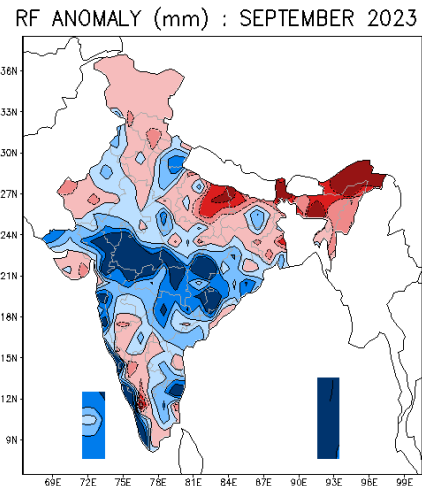 RF ANOMALY (mm) : SEPTEMBER 2023
36N
33N
30N
27N
24N
21N
18N
15N
12N
9N
69E 72E 75E 78E 81E 84E 87E 90E 93E 96E 99E